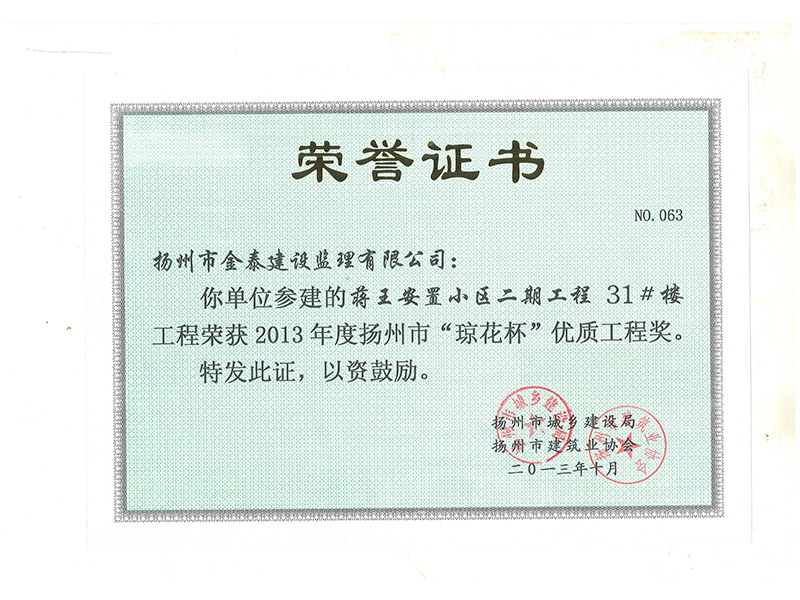 荣誉证书
NO.063
扬州市金泰建设监理有限公司：
你单位参建的蒋王安置小区二期工程 31#楼
工程荣获2013年度扬州市“琼花杯”优质工程奖。
特发此证，以资鼓励。
扬州市城乡建设局
扬州市建筑业协会
二0一三年十月